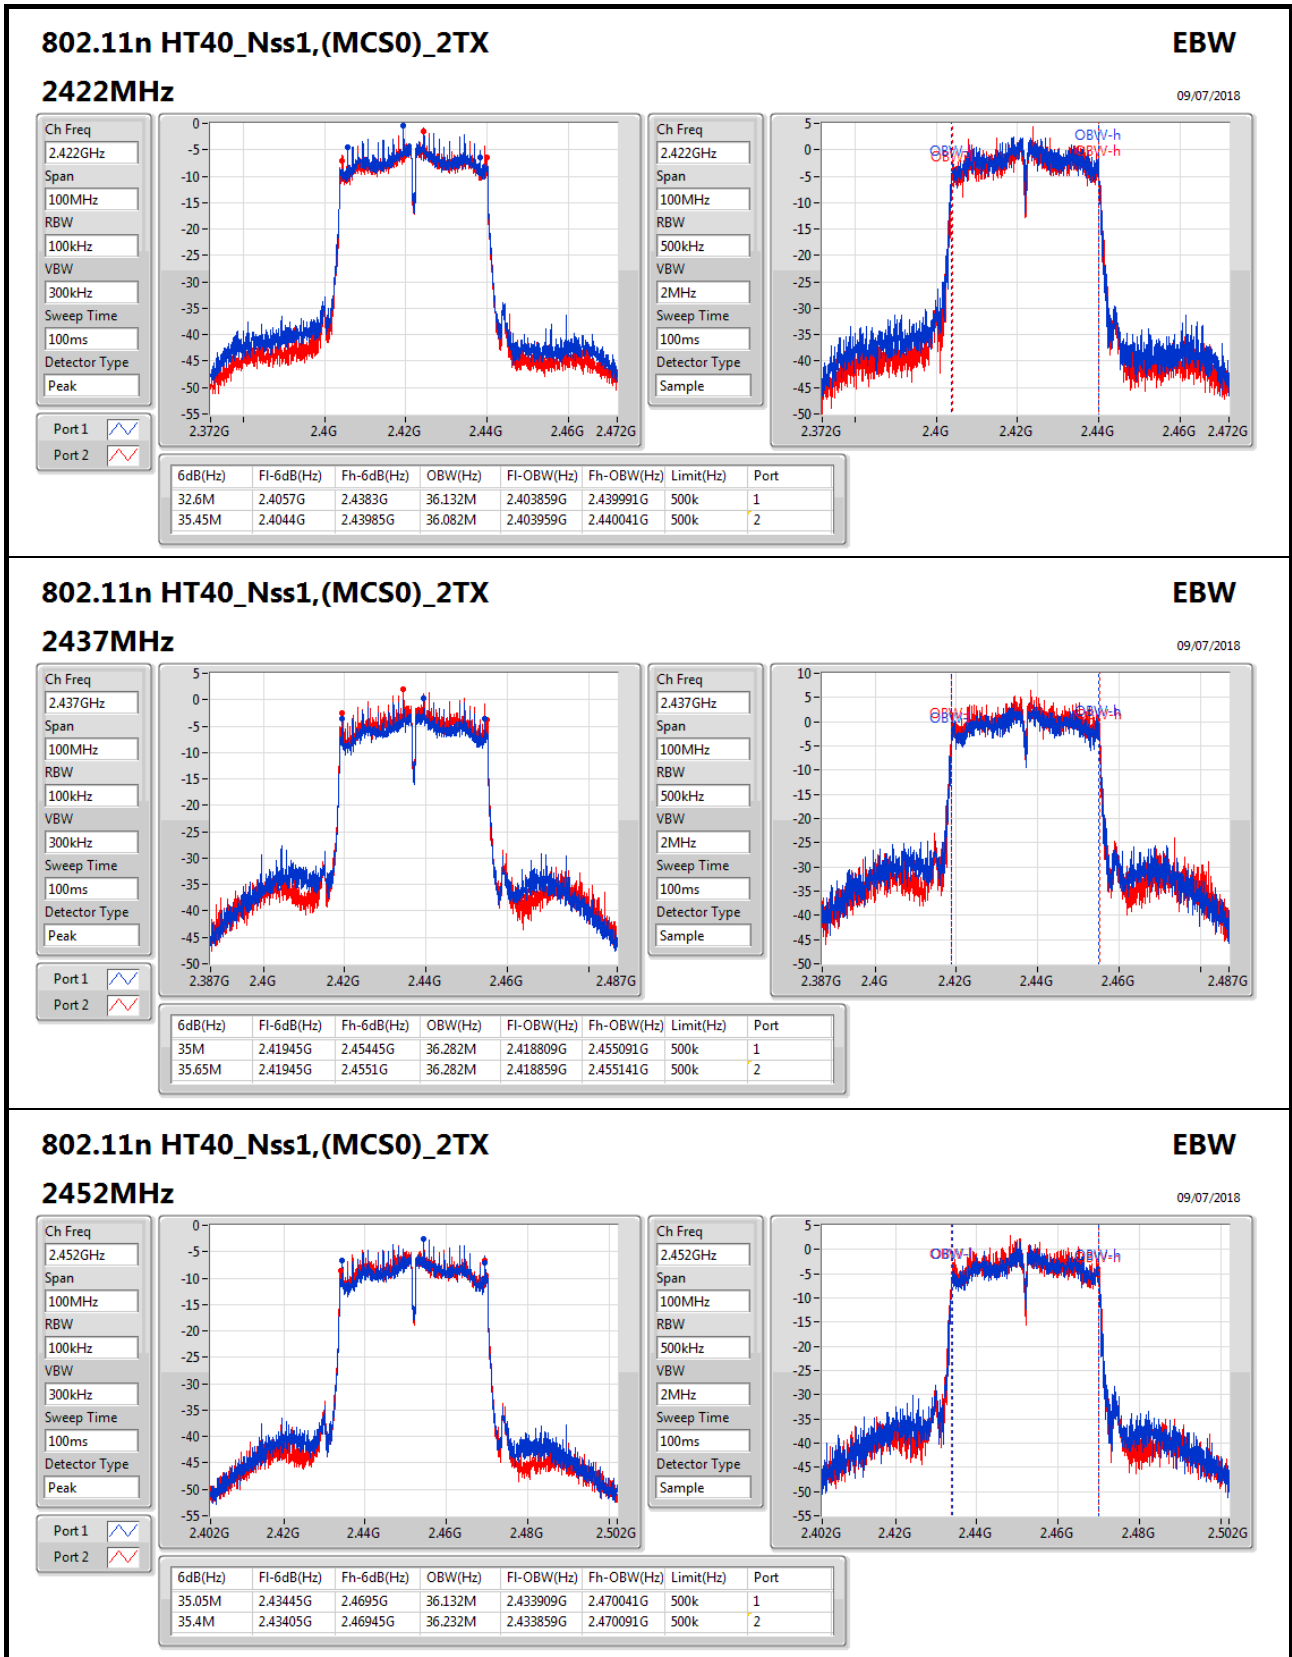 802.11n HT40_Nss1,(MCS0)_2TX EBW
2422MHz 09/07/2018
Ch Freq
2.422GHz
Span
100MHz
RBW
100kHz
VBW
300kHz
Sweep Time
100ms
Detector Type
Peak
Port 1
Port 2
0
-5
-10
-15
-20
-25
-30
-35
-40
-45
-50
-55
2.372G 2.4G 2.42G 2.44G 2.46G 2.472G
Ch Freq
2.422GHz
Span
100MHz
RBW
500kHz
VBW
2MHz
Sweep Time
100ms
Detector Type
Sample
5
0
-5
-10
-15
-20
-25
-30
-35
-40
-45
-50
OBW-h
OBW-h
2.372G 2.4G 2.42G 2.44G 2.46G 2.472G
6dB(Hz) Fl-6dB(Hz) Fh-6dB(Hz) OBW(Hz) Fl-OBW(Hz) Fh-OBW(Hz) Limit(Hz) Port
32.6M 2.4057G 2.4383G 36.132M 2.403859G 2.439991G 500k 1
35.45M 2.4044G 2.43985G 36.082M 2.403959G 2.440041G 500k 2
802.11n HT40_Nss1,(MCS0)_2TX EBW
2437MHz 09/07/2018
Ch Freq
2.437GHz
Span
100MHz
RBW
100kHz
VBW
300kHz
Sweep Time
100ms
Detector Type
Peak
Port 1
Port 2
5
0
-5
-10
-15
-20
-25
-30
-35
-40
-45
-50
2.387G 2.4G 2.42G 2.44G 2.46G 2.487G
Ch Freq
2.437GHz
Span
100MHz
RBW
500kHz
VBW
2MHz
Sweep Time
100ms
Detector Type
Sample
10
5
0
-5
-10
-15
-20
-25
-30
-35
-40
-45
-50
OBW-h
2.387G 2.4G 2.42G 2.44G 2.46G 2.487G
6dB(Hz) Fl-6dB(Hz) Fh-6dB(Hz) OBW(Hz) Fl-OBW(Hz) Fh-OBW(Hz) Limit(Hz) Port
35M 2.41945G 2.45445G 36.282M 2.418809G 2.455091G 500k 1
35.65M 2.41945G 2.4551G 36.282M 2.418859G 2.455141G 500k 2
802.11n HT40_Nss1,(MCS0)_2TX EBW
2452MHz 09/07/2018
Ch Freq
2.452GHz
Span
100MHz
RBW
100kHz
VBW
300kHz
Sweep Time
100ms
Detector Type
Peak
Port 1
Port 2
0
-5
-10
-15
-20
-25
-30
-35
-40
-45
-50
-55
2.402G 2.42G 2.44G 2.46G 2.48G 2.502G
Ch Freq
2.452GHz
Span
100MHz
RBW
500kHz
VBW
2MHz
Sweep Time
100ms
Detector Type
Sample
5
0
-5
-10
-15
-20
-25
-30
-35
-40
-45
-50
-55
OBW-h
2.402G 2.42G 2.44G 2.46G 2.48G 2.502G
6dB(Hz) Fl-6dB(Hz) Fh-6dB(Hz) OBW(Hz) Fl-OBW(Hz) Fh-OBW(Hz) Limit(Hz) Port
35.05M 2.43445G 2.4695G 36.132M 2.433909G 2.470041G 500k 1
35.4M 2.43405G 2.46945G 36.232M 2.433859G 2.470091G 500k 2